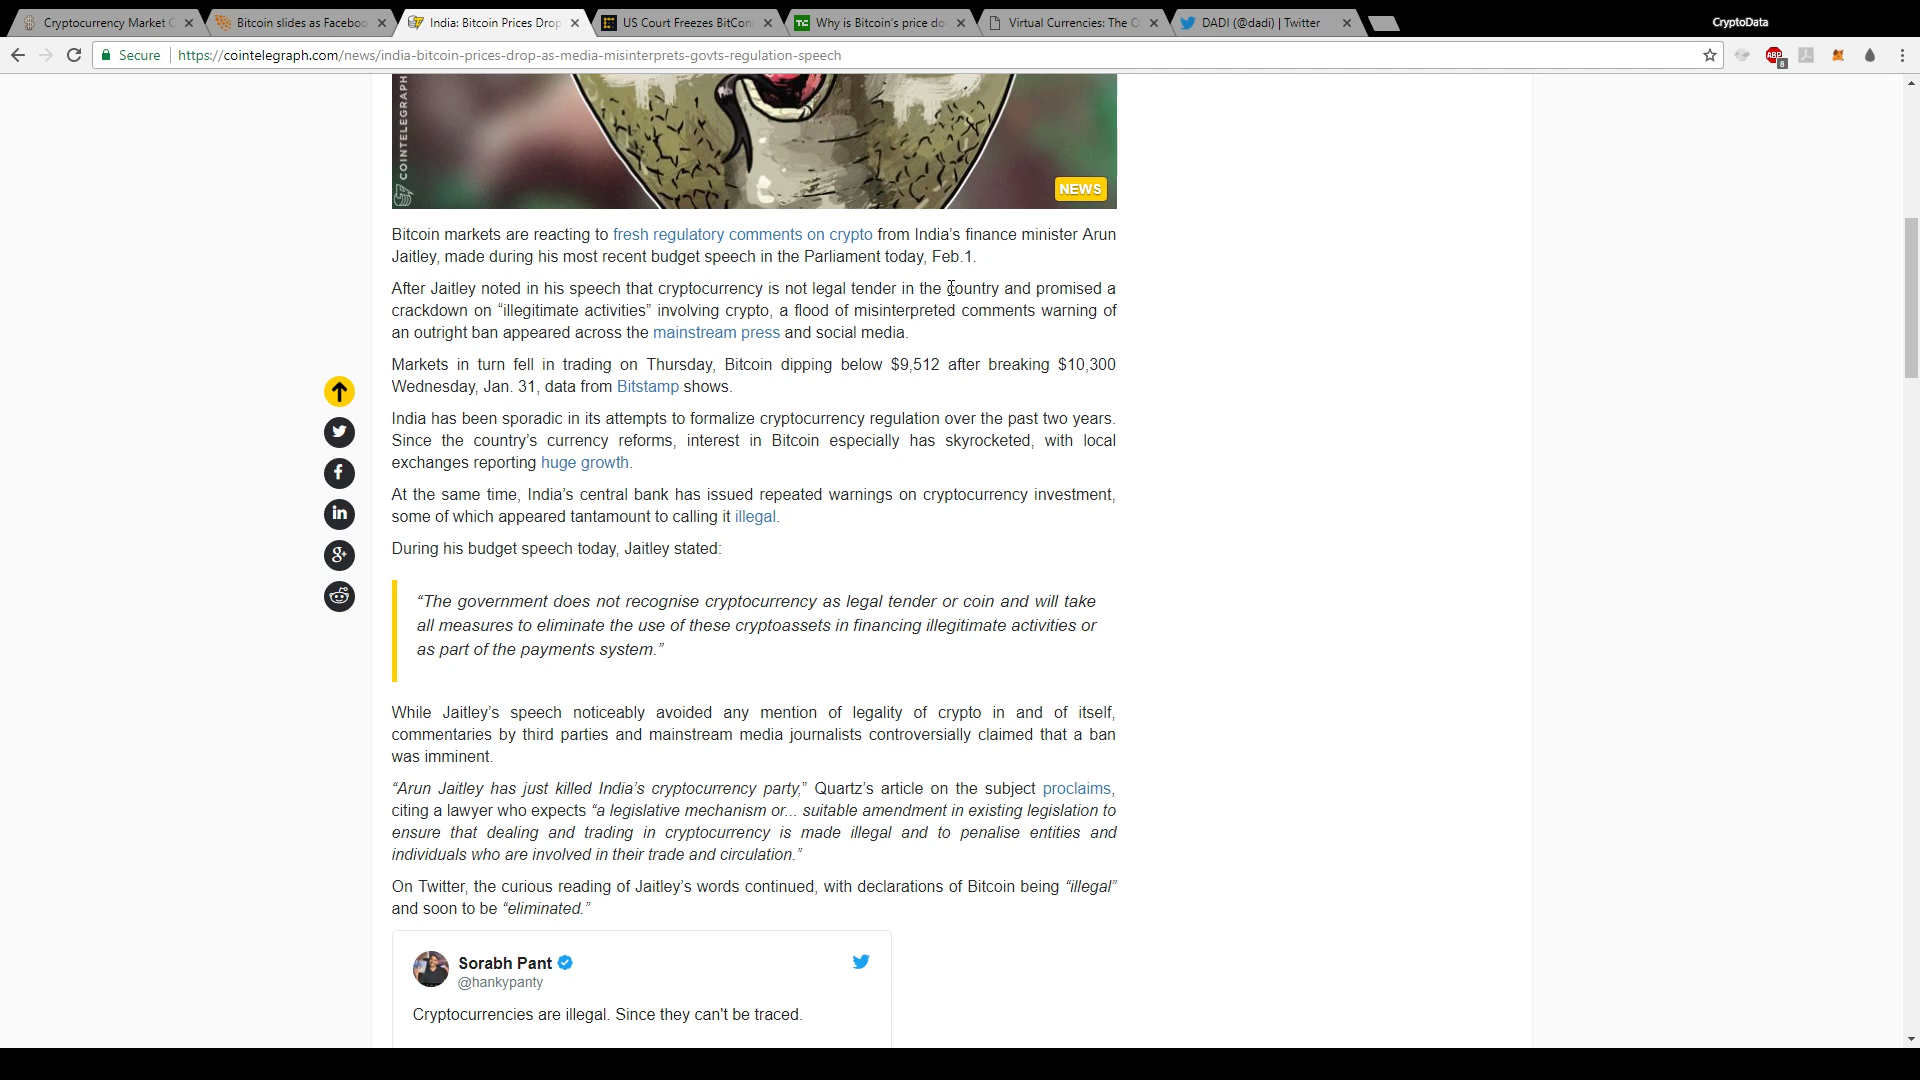 Cryptocurrency Market C
Bitcoin slides as Faceboo
India: Bitcoin Prices Drop
US Court Freezes BitConn
Why is Bitcoin's price do
Virtual Currencies: The O
DADI (@dadi) | Twitter
CryptoData
Secure
https://cointelegraph.com/news/india-bitcoin-prices-drop-as-media-misinterprets-govts-regulation-speech
ABP
8
COINTELEGRAPH
NEWS
Bitcoin markets are reacting to fresh regulatory comments on crypto from India's finance minister Arun
Jaitley, made during his most recent budget speech in the Parliament today, Feb.1.
After Jaitley noted in his speech that cryptocurrency is not legal tender in the country and promised a
crackdown on “illegitimate activities” involving crypto, a flood of misinterpreted comments warning of
an outright ban appeared across the mainstream press and social media.
Markets in turn fell in trading on Thursday, Bitcoin dipping below $9,512 after breaking $10,300
Wednesday, Jan. 31, data from Bitstamp shows.
India has been sporadic in its attempts to formalize cryptocurrency regulation over the past two years.
Since the country's currency reforms, interest in Bitcoin especially has skyrocketed, with local
exchanges reporting huge growth.
At the same time, India's central bank has issued repeated warnings on cryptocurrency investment,
some of which appeared tantamount to calling it illegal.
During his budget speech today, Jaitley stated:
“The government does not recognise cryptocurrency as legal tender or coin and will take
all measures to eliminate the use of these cryptoassets in financing illegitimate activities or
as part of the payments system.”
While Jaitley's speech noticeably avoided any mention of legality of crypto in and of itself,
commentaries by third parties and mainstream media journalists controversially claimed that a ban
was imminent.
“Arun Jaitley has just killed India's cryptocurrency party,” Quartz's article on the subject proclaims,
citing a lawyer who expects “a legislative mechanism or... suitable amendment in existing legislation to
ensure that dealing and trading in cryptocurrency is made illegal and to penalise entities and
individuals who are involved in their trade and circulation.”
On Twitter, the curious reading of Jaitley's words continued, with declarations of Bitcoin being “illegal”
and soon to be “eliminated.”
Sorabh Pant
@hankypanty
Cryptocurrencies are illegal. Since they can't be traced.